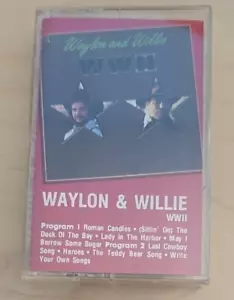 Waylon and Willie
WWII
WAYLON & WILLIE
WWII
Program 1 Roman Candles • (Sittin' On) The
Dock Of The Bay • Lady In The Harbor • May I
Borrow Some Sugar Program 2 Last Cowboy
Song • Heroes • The Teddy Bear Song • Write
Your Own Songs